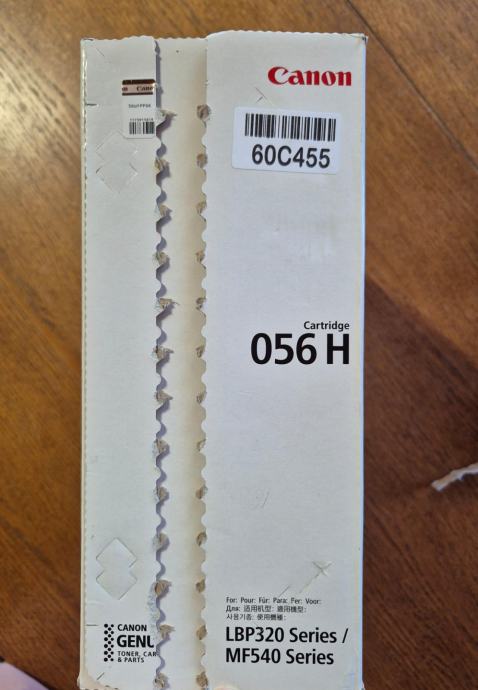 Canon
60C455
Cartridge
056 H
For: Pour: Für: Para: Per: Voor:
Для: 适用机型: 適用機型:
사용기종: 使用機種:
LBP320 Series /
MF540 Series
CANON
GENU
TONER, CAR
& PARTS